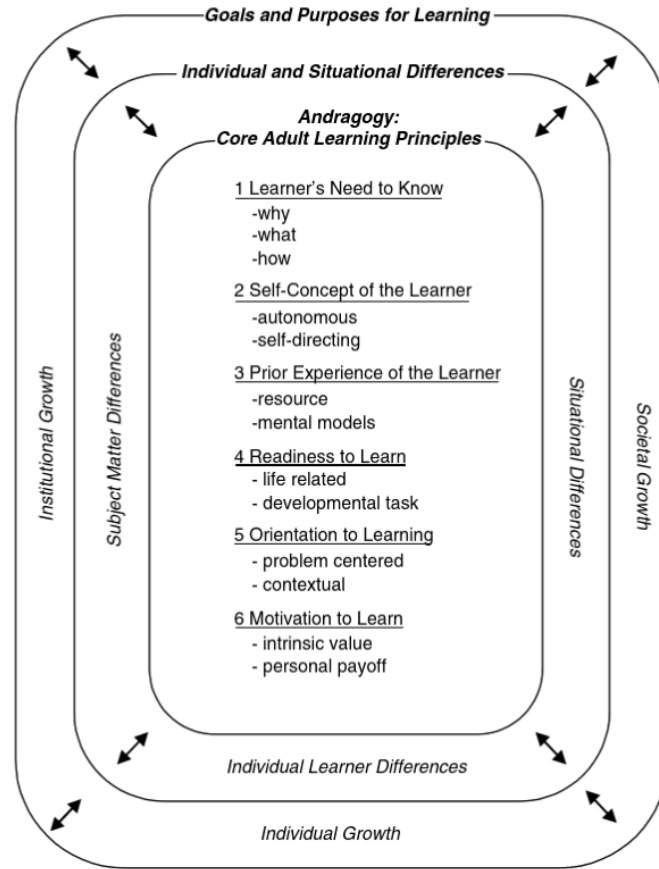 Goals and Purposes for Learning
Individual and Situational Differences
Andragogy:
Core Adult Learning Principles
1 Learner's Need to Know
-why
-what
-how
2 Self-Concept of the Learner
-autonomous
-self-directing
3 Prior Experience of the Learner
-resource
-mental models
4 Readiness to Learn
- life related
- developmental task
5 Orientation to Learning
- problem centered
- contextual
6 Motivation to Learn
- intrinsic value
- personal payoff
Institutional Growth
Subject Matter Differences
Situational Differences
Societal Growth
Individual Learner Differences
Individual Growth